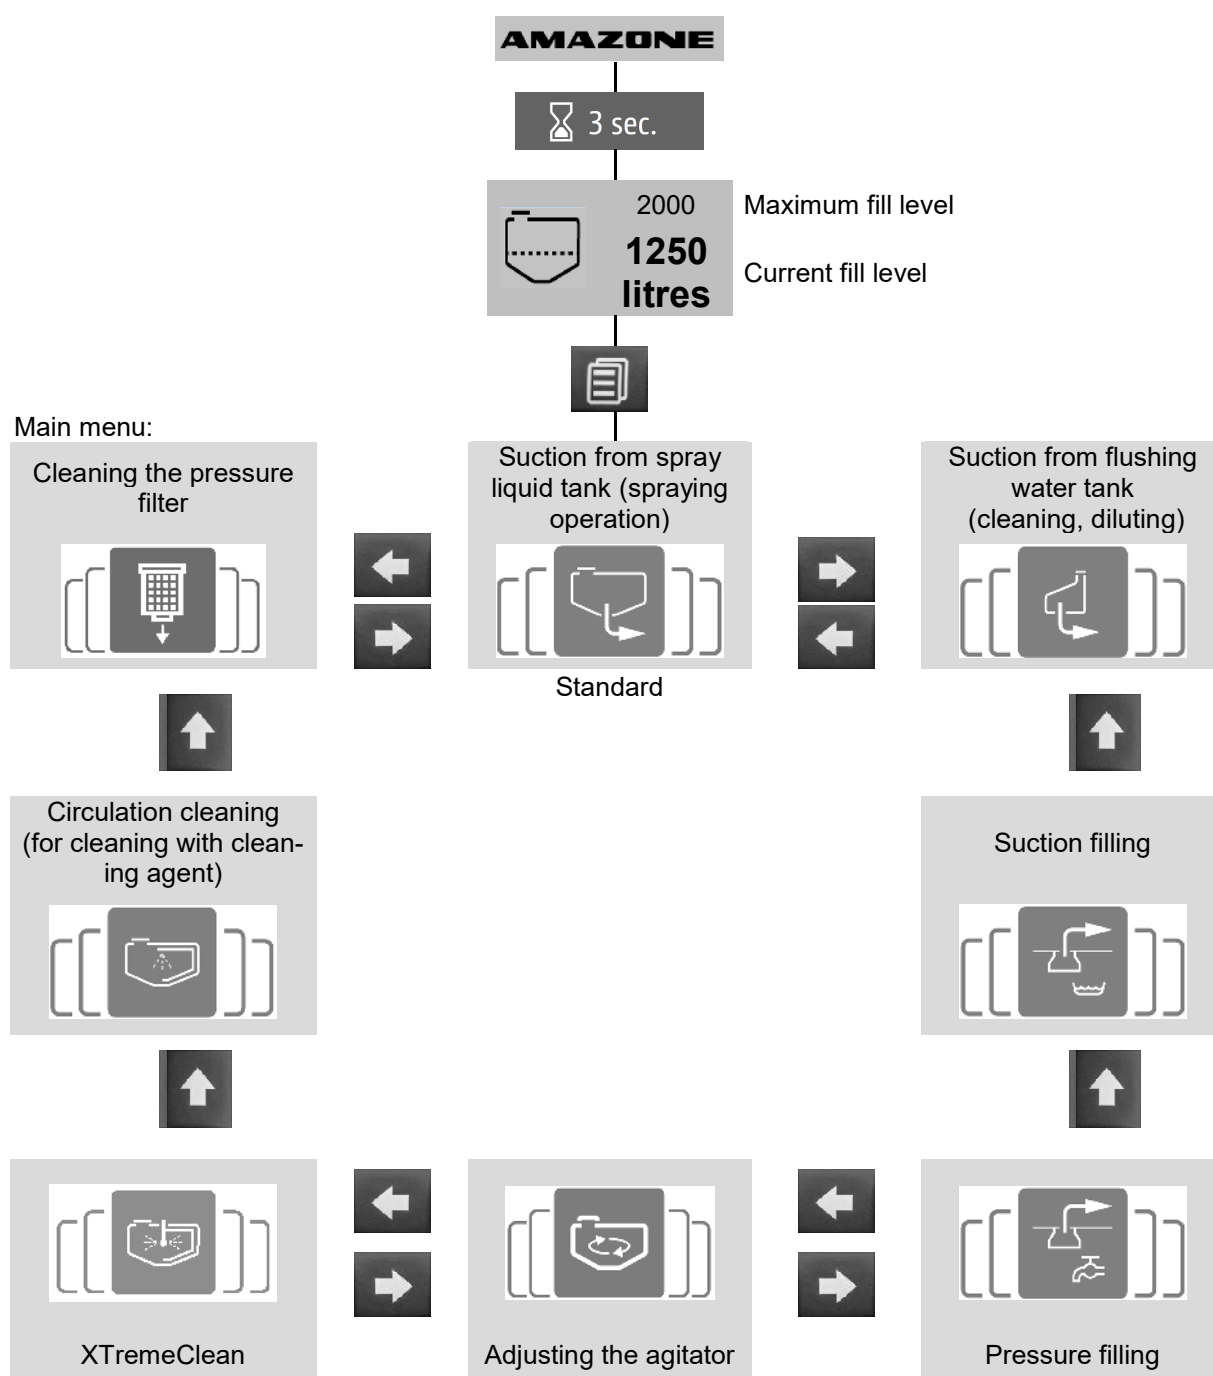 AMAZONE
3 sec.
2000
Maximum fill level
1250
litres
Current fill level
Main menu:
Cleaning the pressure
filter
Suction from spray
liquid tank (spraying
operation)
Suction from flushing
water tank
(cleaning, diluting)
Standard
Circulation cleaning
(for cleaning with clean-
ing agent)
Suction filling
XTremeClean
Adjusting the agitator
Pressure filling